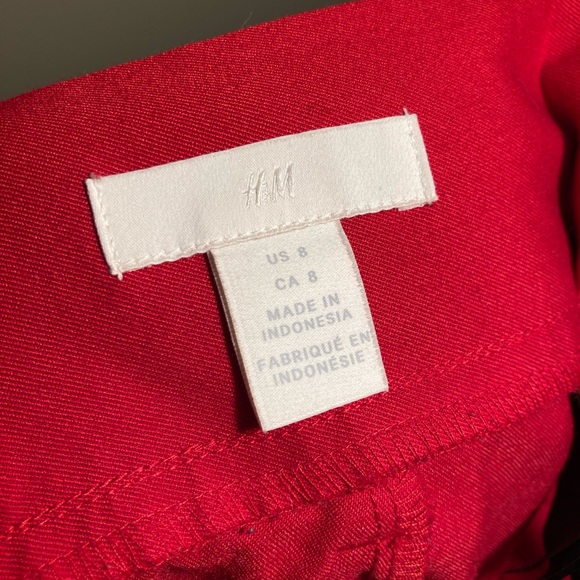 H&M
US 8
CA 8
MADE IN
INDONESIA
FABRIQUÉ EN
INDONÉSIE